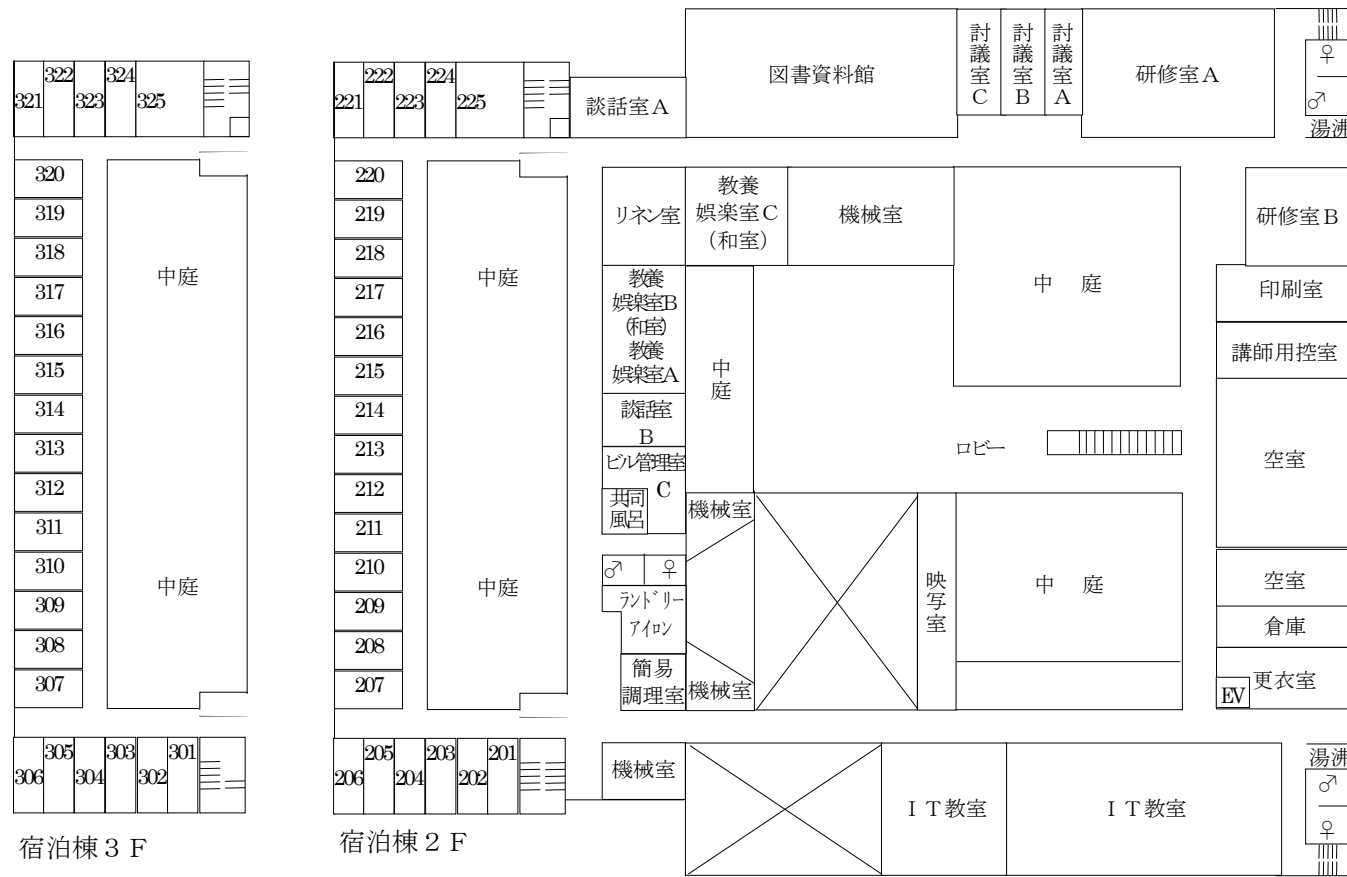 322
324
321
323
325
320
319
318
317
316
315
314
313
312
311
310
309
308
307
305
303
301
306
304
302
中庭
中庭
宿泊棟３Ｆ
222
224
221
223
225
220
219
218
217
216
215
214
213
212
211
210
209
208
207
205
203
201
206
204
202
中庭
中庭
宿泊棟２Ｆ
談話室Ａ
図書資料館
討議室Ｃ
討議室Ｂ
討議室Ａ
研修室Ａ
♀
♂
湯沸
リネン室
教養
娯楽室Ｃ
（和室）
機械室
中　庭
研修室Ｂ
印刷室
講師用控室
教養
娯楽室B
(和室)
教養
娯楽室A
中庭
談話室
Ｂ
ビル管理室
C
共同
風呂
ロビー
空室
機械室
♂
♀
ランドリー
アイロン
簡易
調理室
機械室
映写室
中　庭
空室
倉庫
更衣室
EV
機械室
ＩＴ教室
ＩＴ教室
湯沸
♂
♀